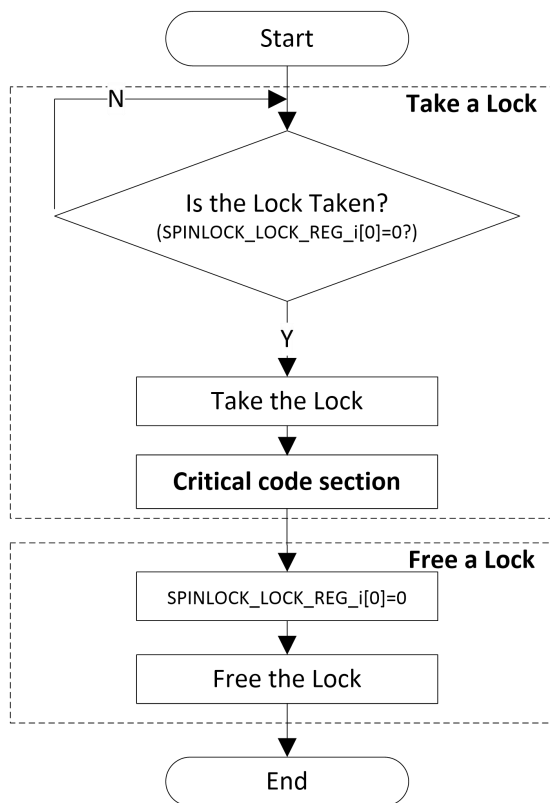 Start
N
Take a Lock
Is the Lock Taken?
(SPINLOCK_LOCK_REG_i[0]=0?)
Y
Take the Lock
Critical code section
Free a Lock
SPINLOCK_LOCK_REG_i[0]=0
Free the Lock
End